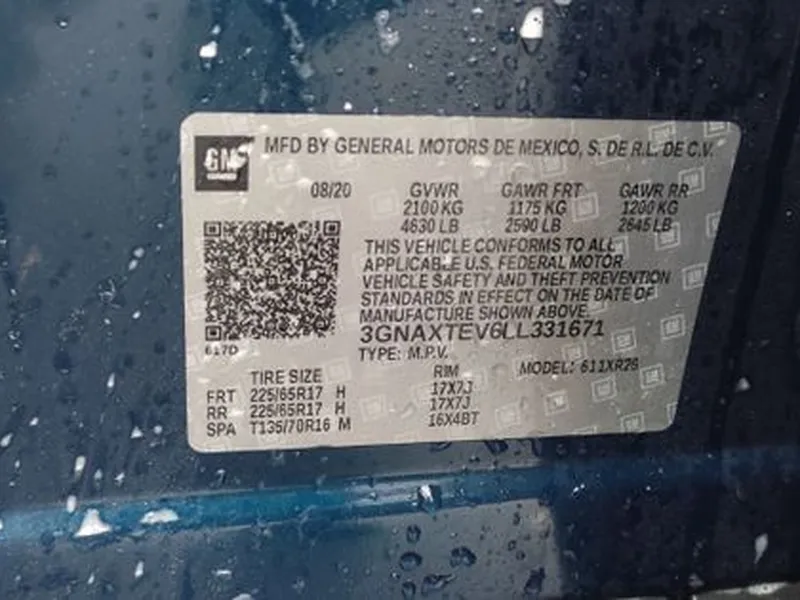 GM
MFD BY GENERAL MOTORS DE MEXICO, S. DE R.L. DE C.V.
08/20 GVWR GAWR FRT GAWR RR
2100 KG 1175 KG 1200 KG
4630 LB 2590 LB 2645 LB
THIS VEHICLE CONFORMS TO ALL
APPLICABLE U.S. FEDERAL MOTOR
VEHICLE SAFETY AND THEFT PREVENTION
STANDARDS IN EFFECT ON THE DATE OF
MANUFACTURE SHOWN ABOVE.
3GNAXTEV6LL331671
617D
TYPE: M.P.V. MODEL: 611XR26
TIRE SIZE RIM
FRT 225/65R17 H 17X7J
RR 225/65R17 H 17X7J
SPA T135/70R16 M 16X4BT